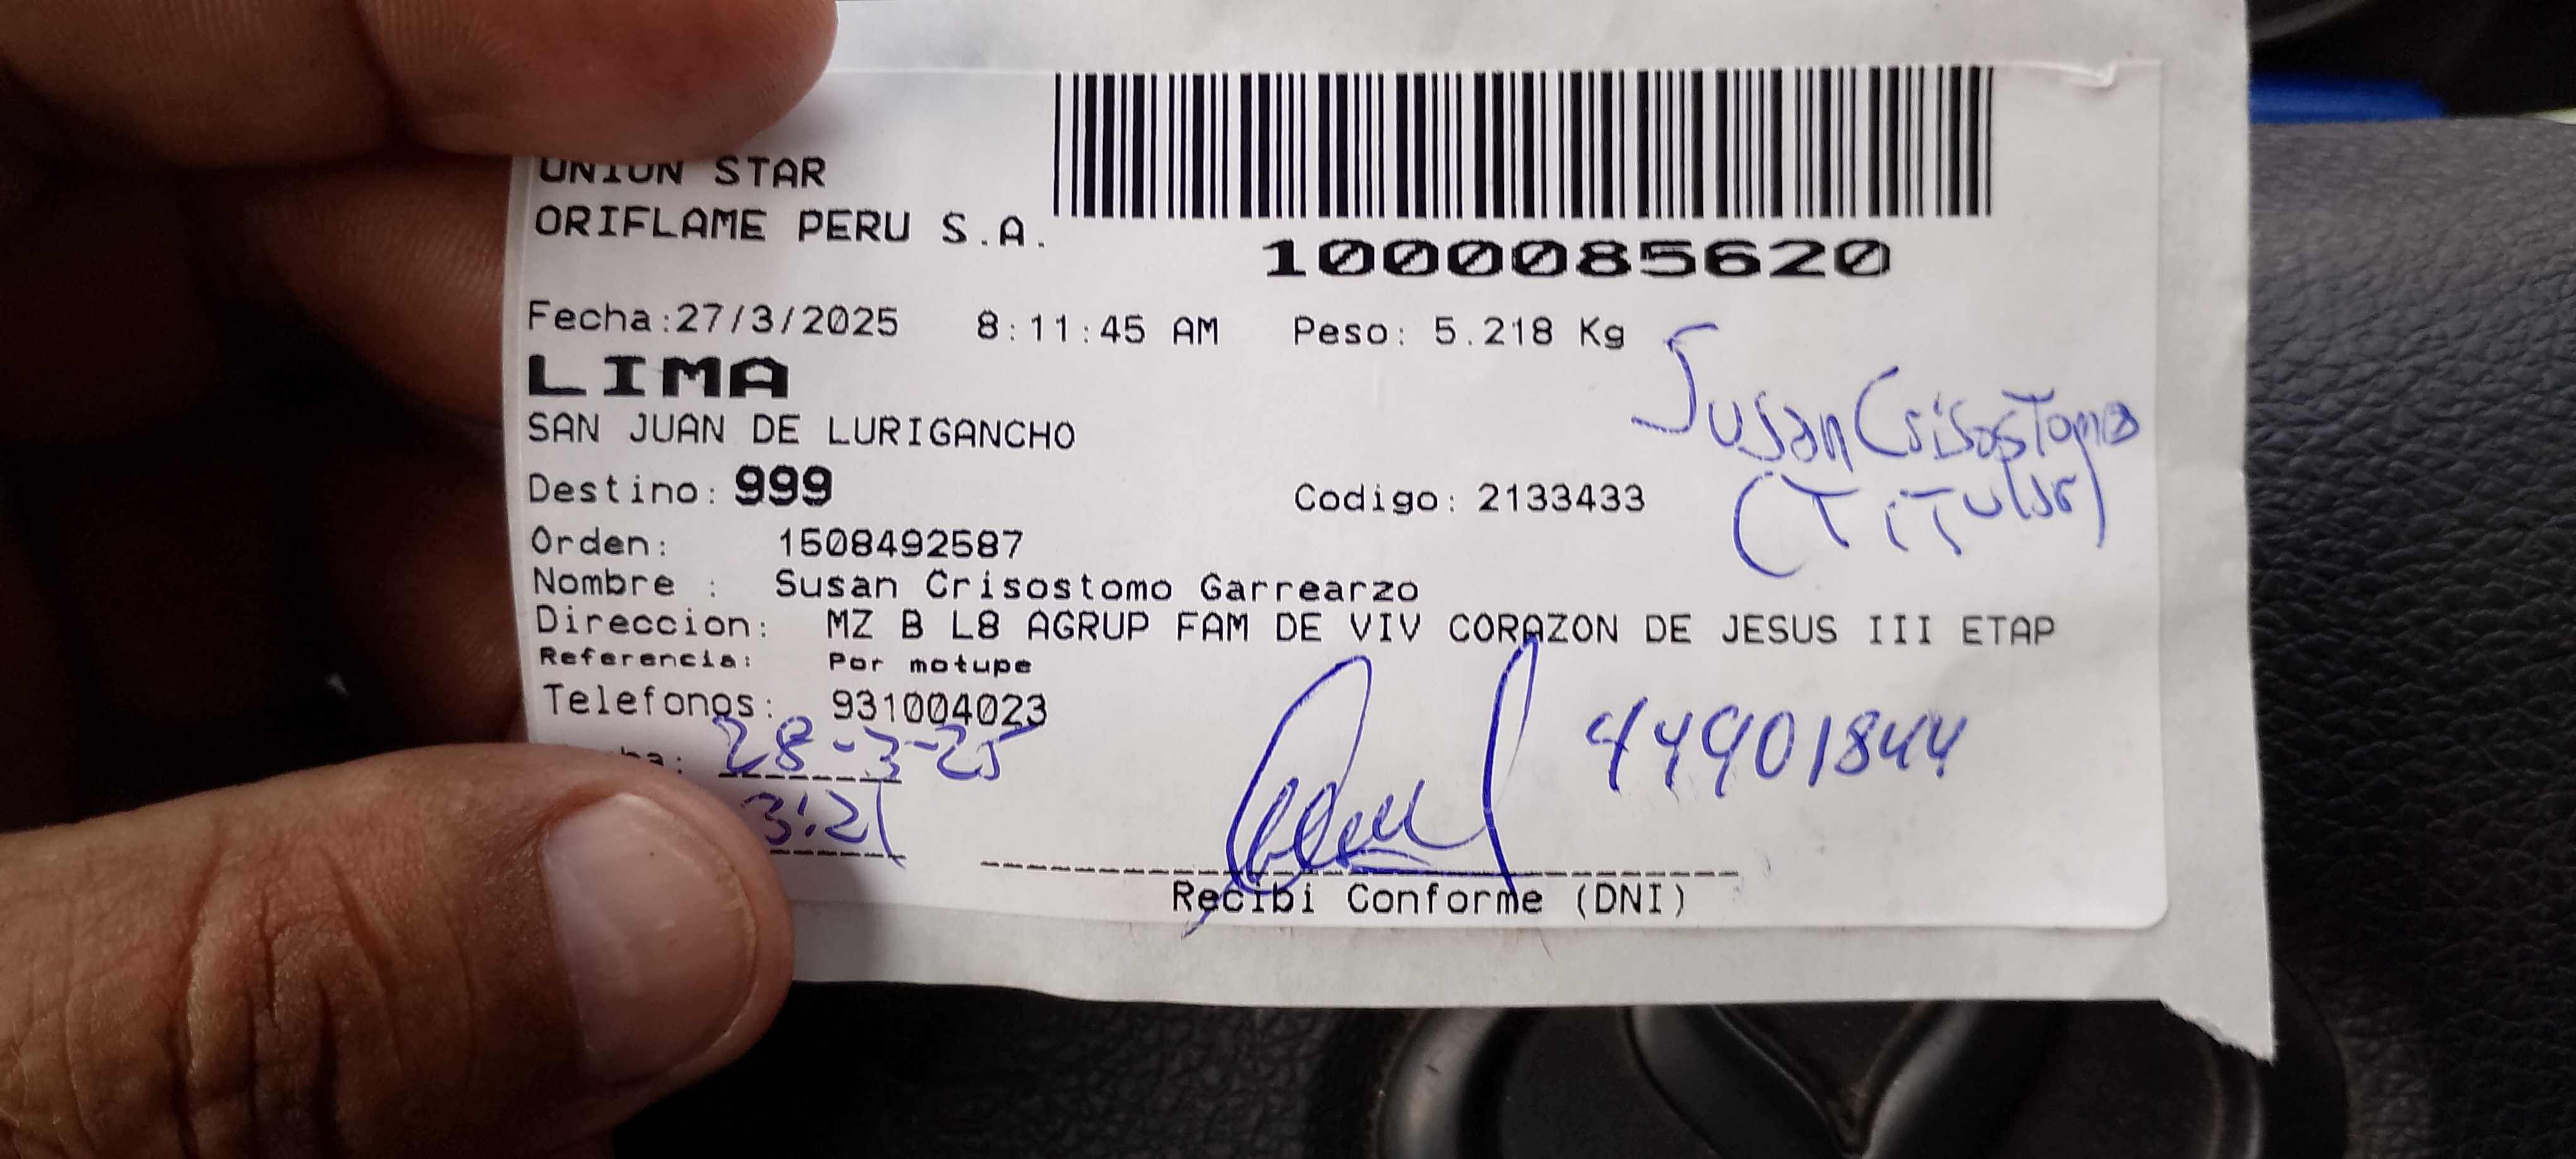 UNION STAR
ORIFLAME PERU S.A.
1000085620
Fecha:27/3/2025 8:11:45 AM Peso: 5.218 Kg
LIMA
SAN JUAN DE LURIGANCHO
Susan Crisostomo
(Titular)
Destino: 999 Codigo: 2133433
Orden: 1508492587
Nombre : Susan Crisostomo Garrearzo
Direccion: MZ B L8 AGRUP FAM DE VIV CORAZON DE JESUS III ETAP
Referencia: Por motupe
Telefonos: 931004023
28-3-25
44901844
3:21
Recibi Conforme (DNI)